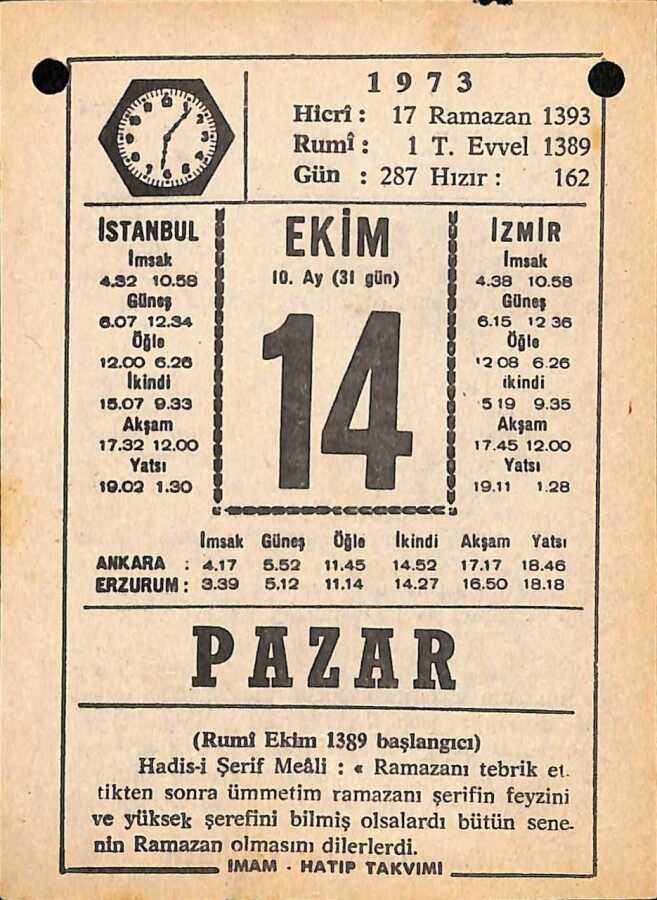 1973
Hicrî : 17 Ramazan 1393
Rumî : 1 T. Evvel 1389
Gün : 287 Hızır : 162
İSTANBUL
İmsak
4.32 10.58
Güneş
6.07 12.34
Öğle
12.00 6.26
İkindi
15.07 9.33
Akşam
17.32 12.00
Yatsı
19.02 1.30
EKİM
10. Ay (31 gün)
14
İZMİR
İmsak
4.38 10.58
Güneş
6.15 12 36
Öğle
12 08 6.26
ikindi
5 19 9.35
Akşam
17.45 12.00
Yatsı
19.11 1.28
İmsak Güneş Öğle İkindi Akşam Yatsı
ANKARA : 4.17 5.52 11.45 14.52 17.17 18.46
ERZURUM : 3.39 5.12 11.14 14.27 16.50 18.18
PAZAR
(Rumî Ekim 1389 başlangıcı)
Hadis-i Şerif Meâli : « Ramazanı tebrik et-
tikten sonra ümmetim ramazanı şerifin feyzini
ve yüksek şerefini bilmiş olsalardı bütün sene-
nin Ramazan olmasını dilerlerdi.
İMAM - HATİP TAKVİMİ